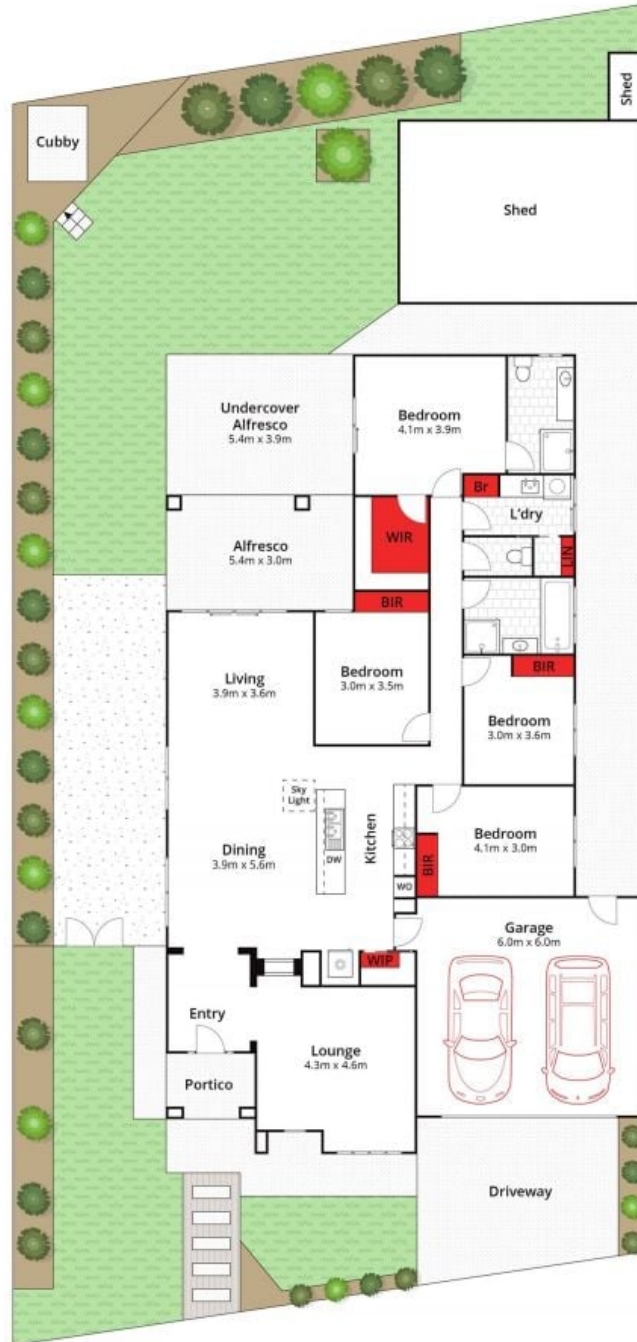 Shed
Cubby
Shed
Undercover
Alfresco
5.4m x 3.9m
Bedroom
4.1m x 3.9m
Br
L'dry
WIR
Alfresco
5.4m x 3.0m
LIN
BIR
Living
3.9m x 3.6m
Bedroom
3.0m x 3.5m
BIR
Bedroom
3.0m x 3.6m
Sky
Light
Kitchen
Dining
3.9m x 5.6m
DW
WO
BIR
Bedroom
4.1m x 3.0m
Garage
6.0m x 6.0m
WIP
Entry
Lounge
4.3m x 4.6m
Portico
Driveway